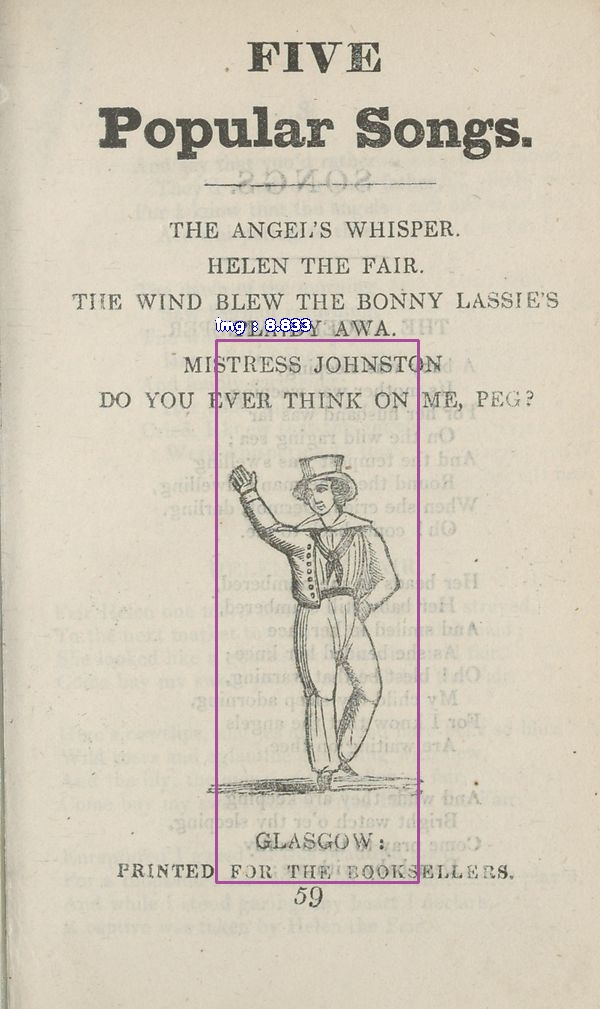 FIVE
Popular Songs.
THE ANGEL'S WHISPER.
HELEN THE FAIR.
THE WIND BLEW THE BONNY LASSIE'S
AWA.
MISTRESS JOHNSTON
DO YOU EVER THINK ON ME, PEG?
GLASGOW:
PRINTED FOR THE BOOKSELLERS.
59
img : 8.833